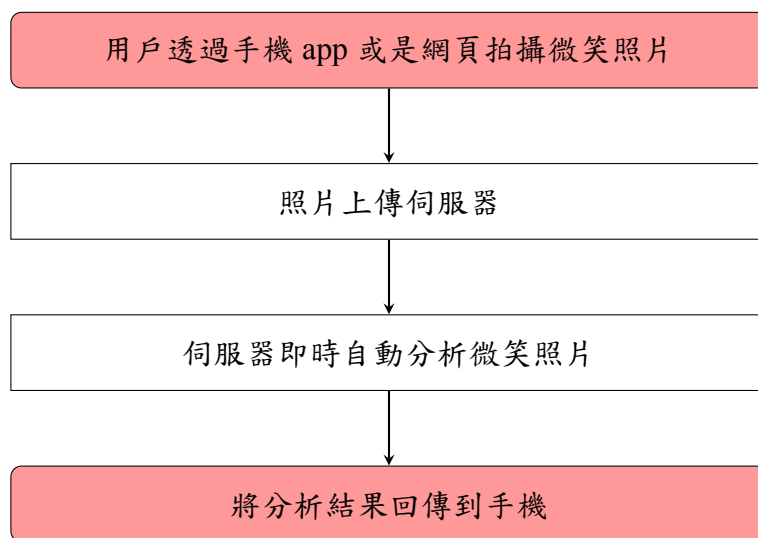 用戶透過手機 app 或是網頁拍攝微笑照片
照片上傳伺服器
伺服器即時自動分析微笑照片
將分析結果回傳到手機